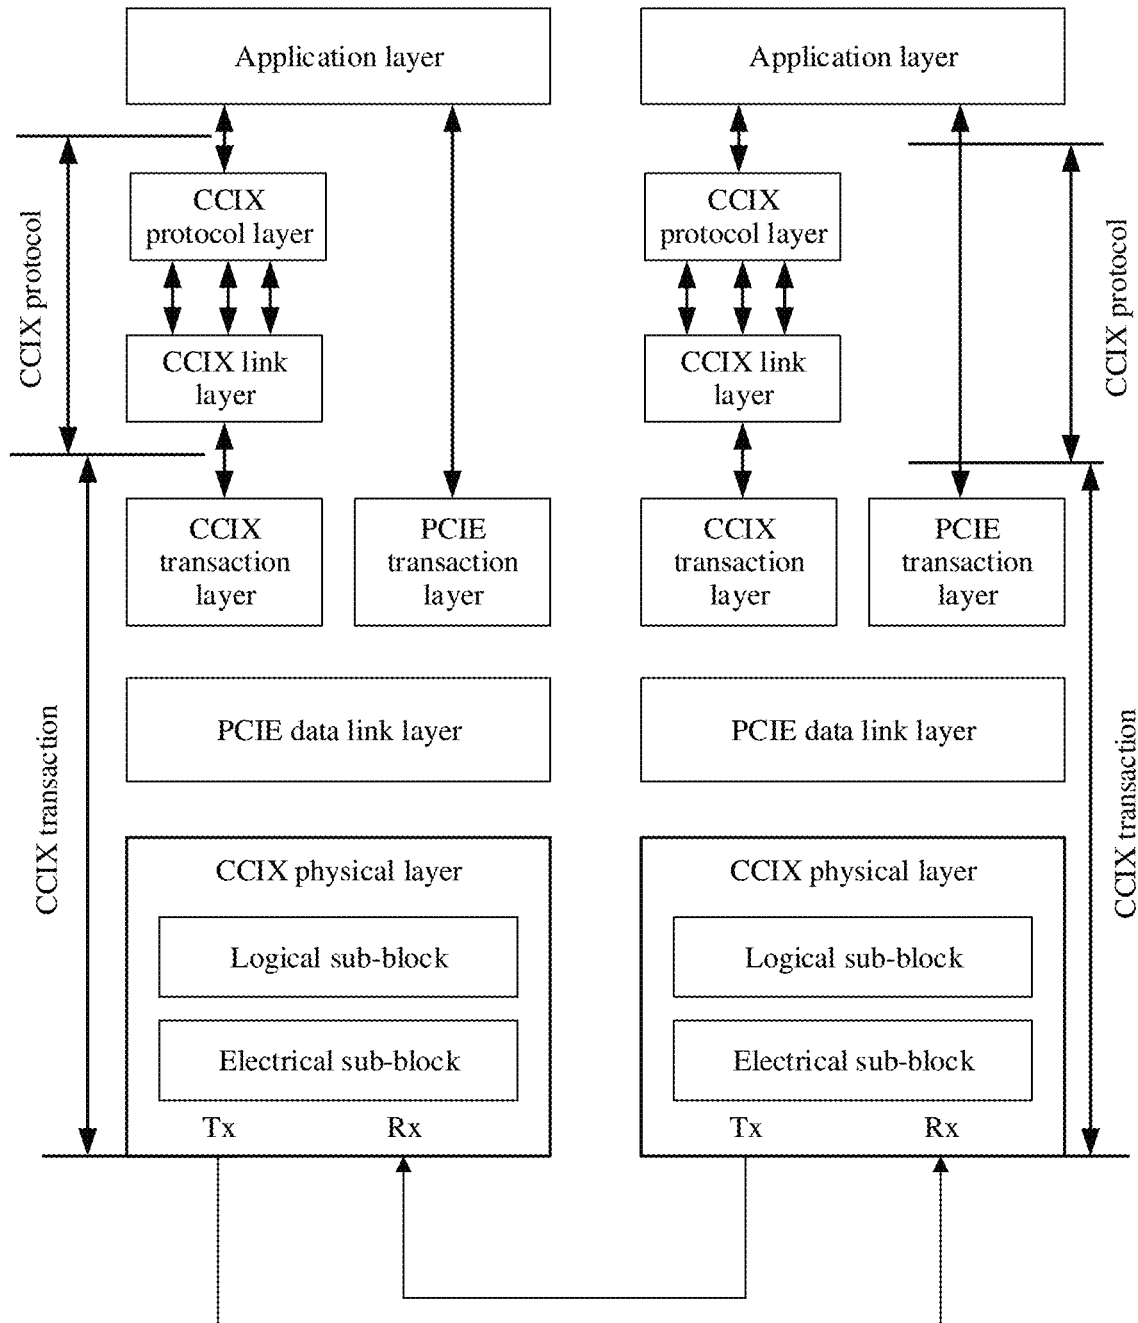 Application layer
CCIX
protocol layer
CCIX link
layer
CCIX protocol
CCIX
transaction
layer
PCIE
transaction
layer
PCIE data link layer
CCIX transaction
CCIX physical layer
Logical sub-block
Electrical sub-block
Tx
Rx
Application layer
CCIX
protocol layer
CCIX link
layer
CCIX protocol
CCIX
transaction
layer
PCIE
transaction
layer
PCIE data link layer
CCIX transaction
CCIX physical layer
Logical sub-block
Electrical sub-block
Tx
Rx